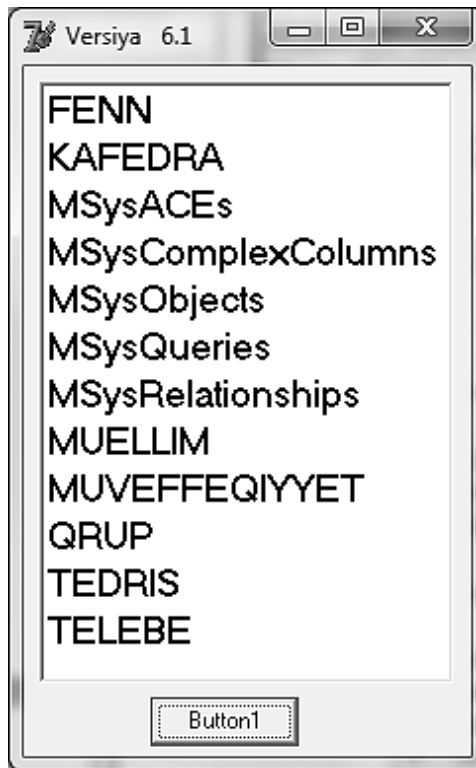 Versiya 6.1
FENN
KAFEDRA
MSysACEs
MSysComplexColumns
MSysObjects
MSysQueries
MSysRelationships
MUELLIM
MUVEFFEQIYYET
QRUP
TEDRIS
TELEBE
Button1